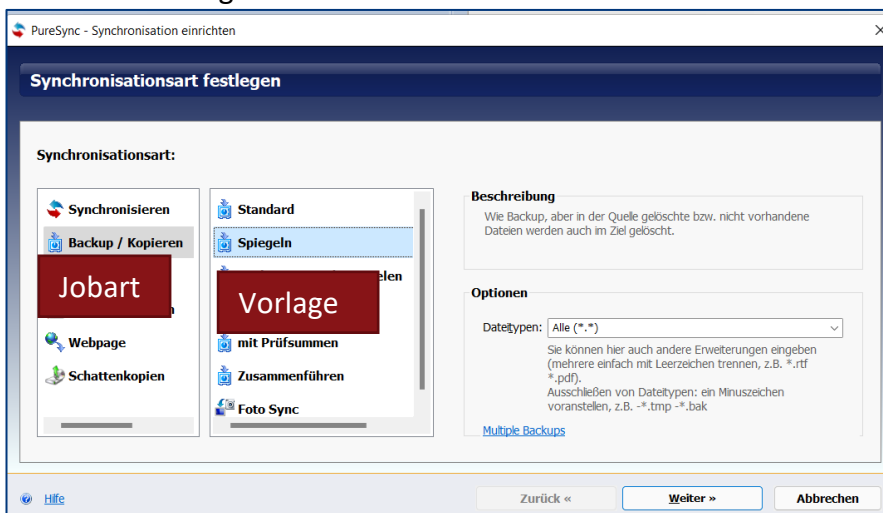 PureSync - Synchronisation einrichten
Synchronisationsart festlegen
Synchronisationsart:
Synchronisieren
Backup / Kopieren
Jobart
Webpage
Schattenkopien
Standard
Spiegeln
Vorlage
mit Prüfsummen
Zusammenführen
Foto Sync
Beschreibung
Wie Backup, aber in der Quelle gelöschte bzw. nicht vorhandene
Dateien werden auch im Ziel gelöscht.
Optionen
Dateitypen: Alle (*.*)
Sie können hier auch andere Erweiterungen eingeben
(mehrere einfach mit Leerzeichen trennen, z.B. *.rtf
*.pdf).
Ausschließen von Dateitypen: ein Minuszeichen
voranstellen, z.B. -*.tmp -*.bak
Multiple Backups
Hilfe
Zurück «
Weiter »
Abbrechen